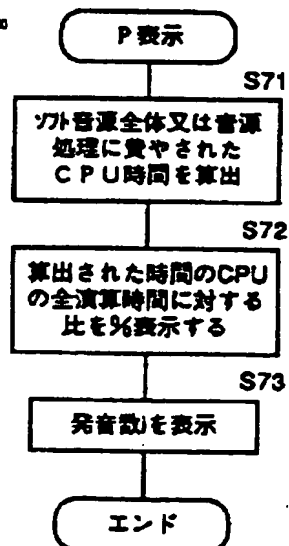 P表示
S71
ソフト音源全体又は音源
処理に費やされた
CPU時間を算出
S72
算出された時間のCPU
の全演算時間に対する
比を%表示する
S73
発音数を表示
エンド